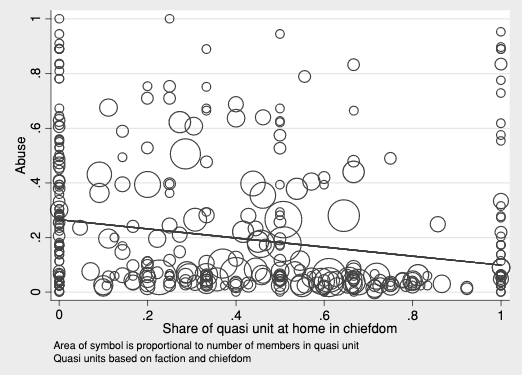 1
.8
.6
.4
.2
0
Abuse
0 .2 .4 .6 .8 1
Share of quasi unit at home in chiefdom
Area of symbol is proportional to number of members in quasi unit
Quasi units based on faction and chiefdom